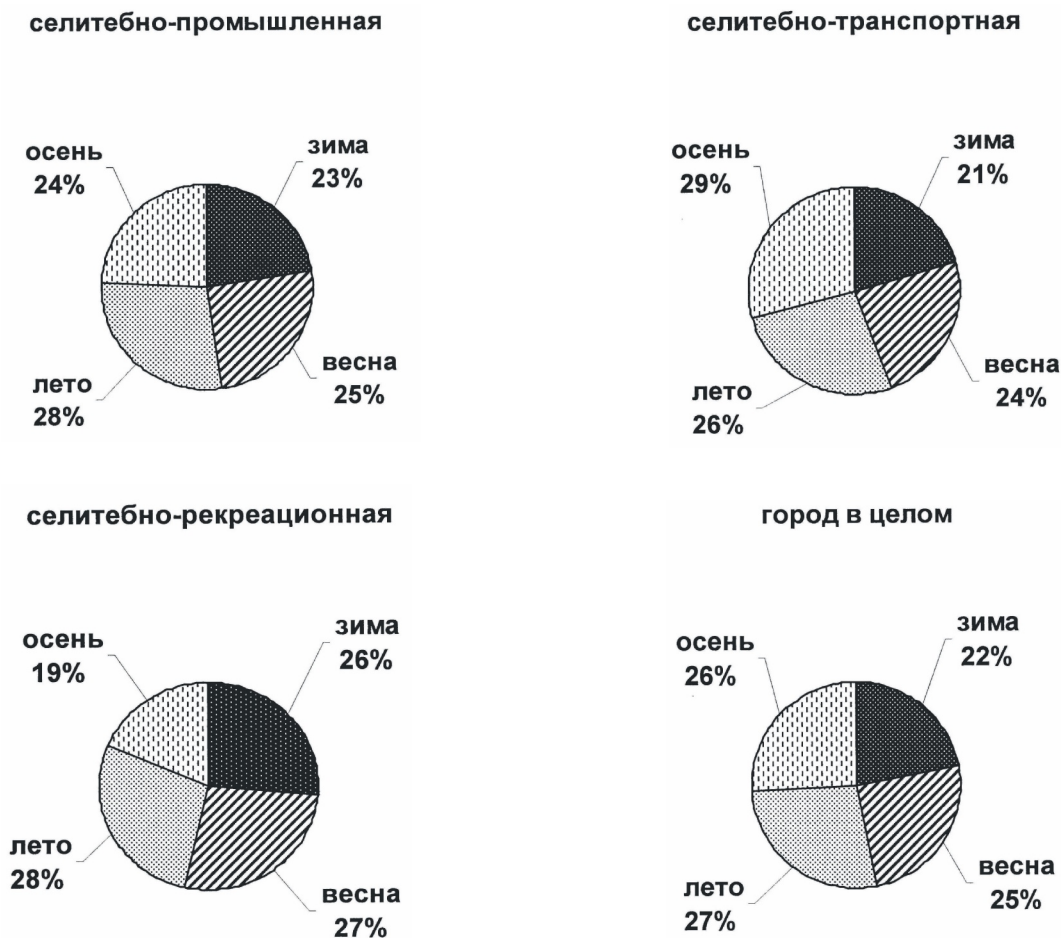 селитебно-промышленная
осень
24%
зима
23%
лето
28%
весна
25%
селитебно-транспортная
осень
29%
зима
21%
лето
26%
весна
24%
селитебно-рекреационная
осень
19%
зима
26%
лето
28%
весна
27%
город в целом
осень
26%
зима
22%
лето
27%
весна
25%